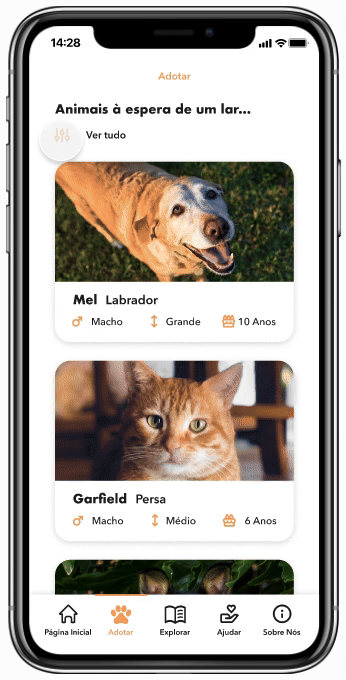 14:28
Adotar
Animais à espera de um lar...
Ver tudo
Mel Labrador
Macho Grande 10 Anos
Garfield Persa
Macho Médio 6 Anos
Página Inicial Adotar Explorar Ajudar Sobre Nós